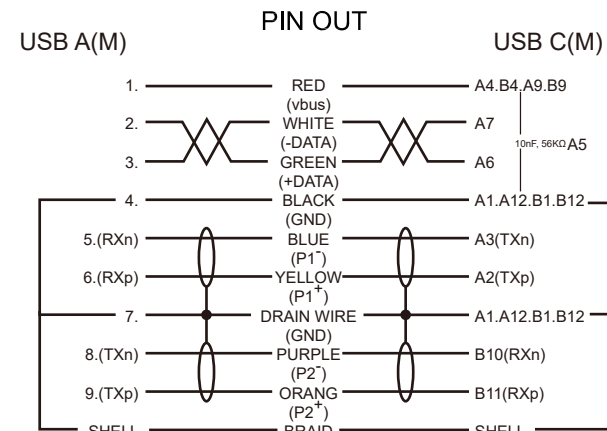 PIN OUT
USB A(M) USB C(M)
1. RED A4.B4.A9.B9
(vbus)
2. WHITE A7
(-DATA) 10nF, 56KΩ A5
3. GREEN A6
(+DATA)
4. BLACK A1.A12.B1.B12
(GND)
5.(RXn) BLUE A3(TXn)
(P1-)
6.(RXp) YELLOW A2(TXp)
(P1+)
7. DRAIN WIRE A1.A12.B1.B12
(GND)
8.(TXn) PURPLE B10(RXn)
(P2-)
9.(TXp) ORANG B11(RXp)
(P2+)
SHELL BRAID SHELL